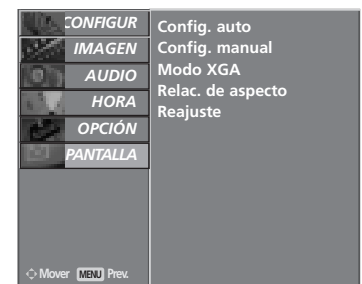 CONFIGUR
IMAGEN
AUDIO
HORA
OPCIÓN
PANTALLA
Config. auto
Config. manual
Modo XGA
Relac. de aspecto
Reajuste
Mover MENU Prev.